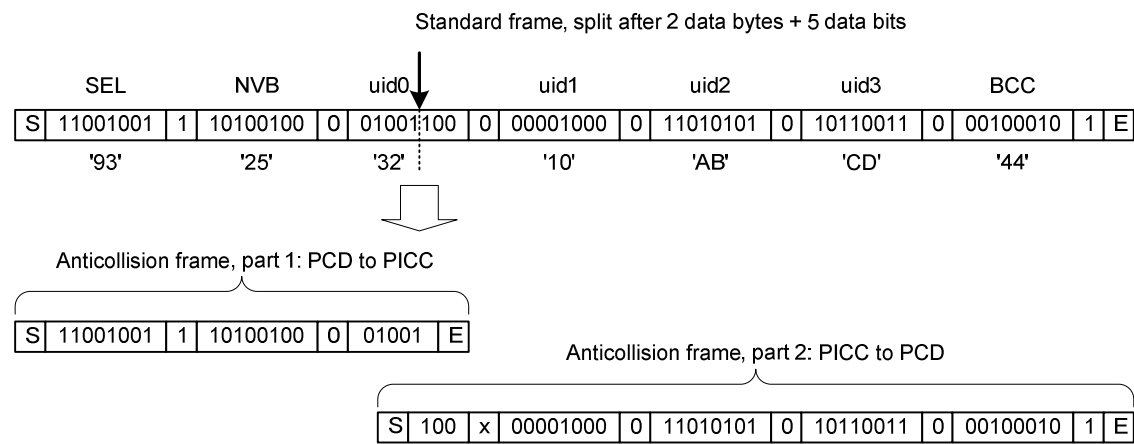 Standard frame, split after 2 data bytes + 5 data bits
SEL NVB uid0 uid1 uid2 uid3 BCC
S 11001001 1 10100100 0 01001100 0 00001000 0 11010101 0 10110011 0 00100010 1 E
'93' '25' '32' '10' 'AB' 'CD' '44'
Anticollision frame, part 1: PCD to PICC
S 11001001 1 10100100 0 01001 E
Anticollision frame, part 2: PICC to PCD
S 100 x 00001000 0 11010101 0 10110011 0 00100010 1 E